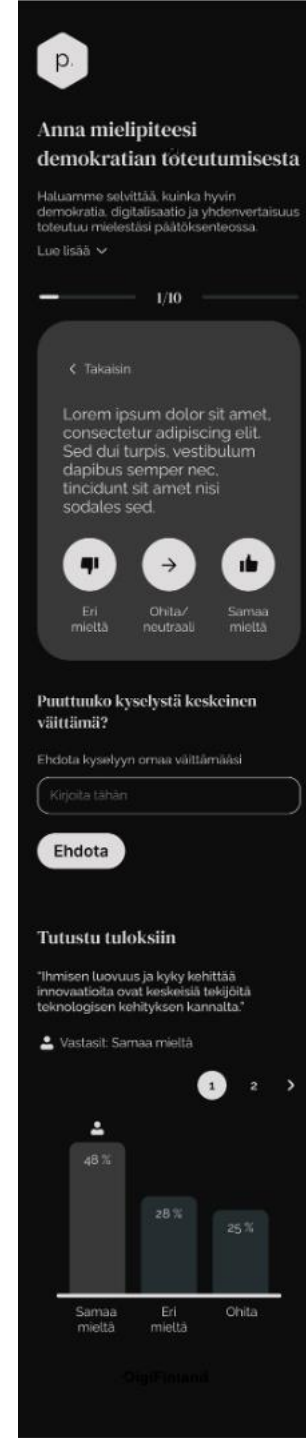 p.
Anna mielipiteesi
demokratian toteutumisesta
Haluamme selvittää, kuinka hyvin
demokratia, digitalisaatio ja yhdenvertaisuus
toteutuu mielestäsi päätöksenteossa.
Lue lisää
1/10
Takaisin
Lorem ipsum dolor sit amet,
consectetur adipiscing elit.
Sed dui turpis, vestibulum
dapibus semper nec,
tincidunt sit amet nisi
sodales sed.
Eri
mieltä
Ohita/
neutraali
Samaa
mieltä
Puuttuuko kyselystä keskeinen
väittämä?
Ehdota kyselyyn omaa väittämääsi
Kirjoita tähän
Ehdota
Tutustu tuloksiin
"Ihmisen luovuus ja kyky kehittää
innovaatioita ovat keskeisiä tekijöitä
teknologisen kehityksen kannalta."
Vastasit: Samaa mieltä
1 2
48 %
28 %
25 %
Samaa
mieltä
Eri
mieltä
Ohita
DigiFinland